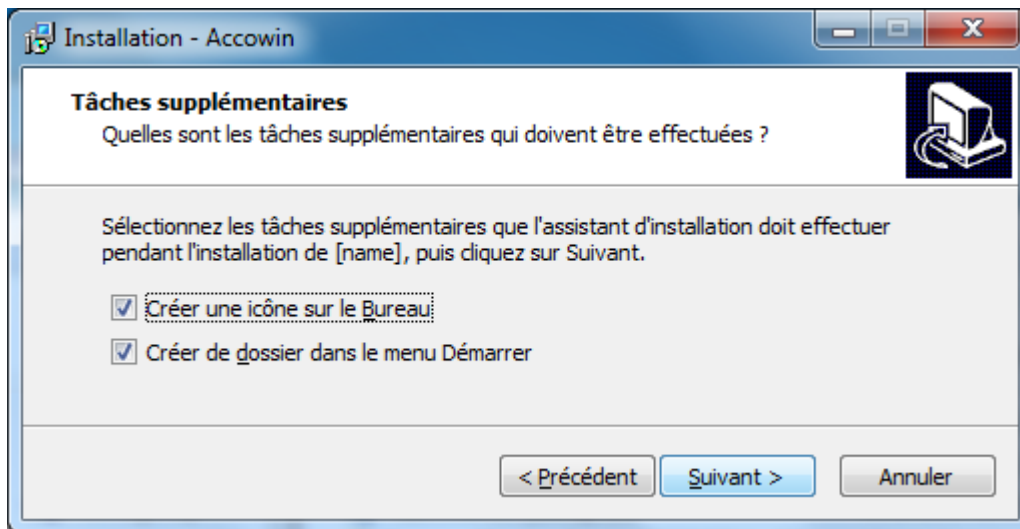 Installation - Accowin
Tâches supplémentaires
Quelles sont les tâches supplémentaires qui doivent être effectuées ?
Sélectionnez les tâches supplémentaires que l'assistant d'installation doit effectuer
pendant l'installation de [name], puis cliquez sur Suivant.
Créer une icône sur le Bureau
Créer de dossier dans le menu Démarrer
< Précédent
Suivant >
Annuler